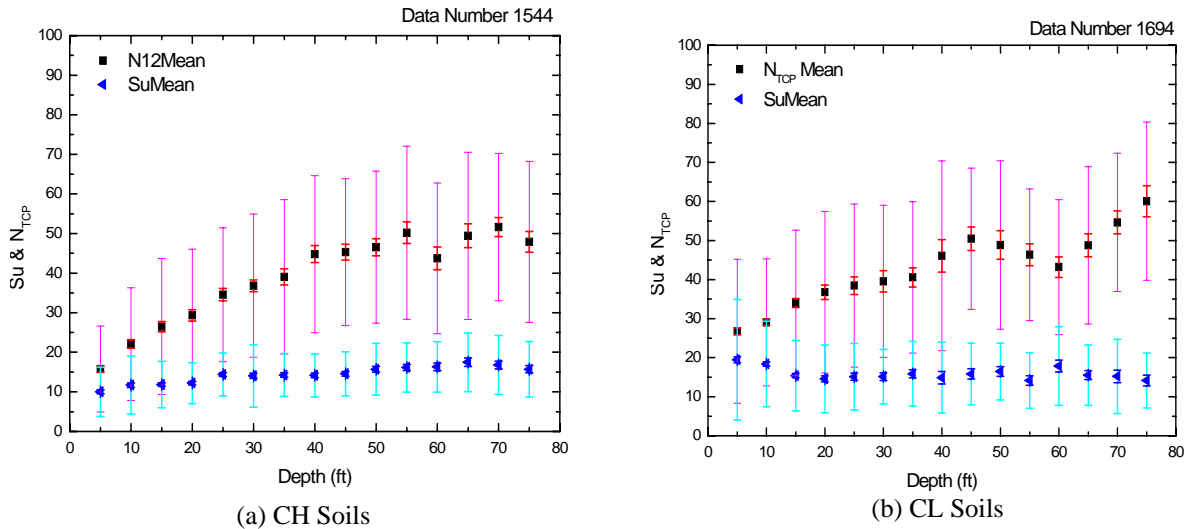 Data Number 1544
N12Mean
SuMean
Su & N_TCP
100
90
80
70
60
50
40
30
20
10
0
0 10 20 30 40 50 60 70 80
Depth (ft)
(a) CH Soils
Data Number 1694
N_TCP Mean
SuMean
Su & N_TCP
100
90
80
70
60
50
40
30
20
10
0
0 10 20 30 40 50 60 70 80
Depth (ft)
(b) CL Soils